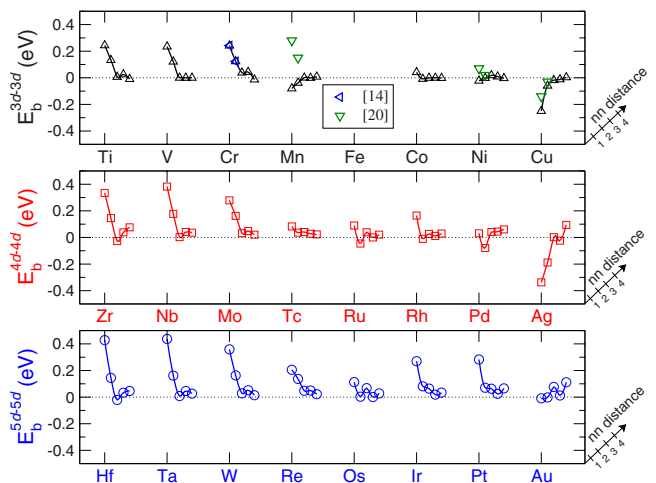 0.4
0.2
0
-0.2
-0.4
E_b^{3d-3d} (eV)
[14]
[20]
nn distance
1 2 3 4
Ti V Cr Mn Fe Co Ni Cu
0.4
0.2
0
-0.2
-0.4
E_b^{4d-4d} (eV)
nn distance
1 2 3 4
Zr Nb Mo Tc Ru Rh Pd Ag
0.4
0.2
0
0.2
0.4
E_b^{5d-5d} (eV)
nn distance
1 2 3 4
Hf Ta W Re Os Ir Pt Au